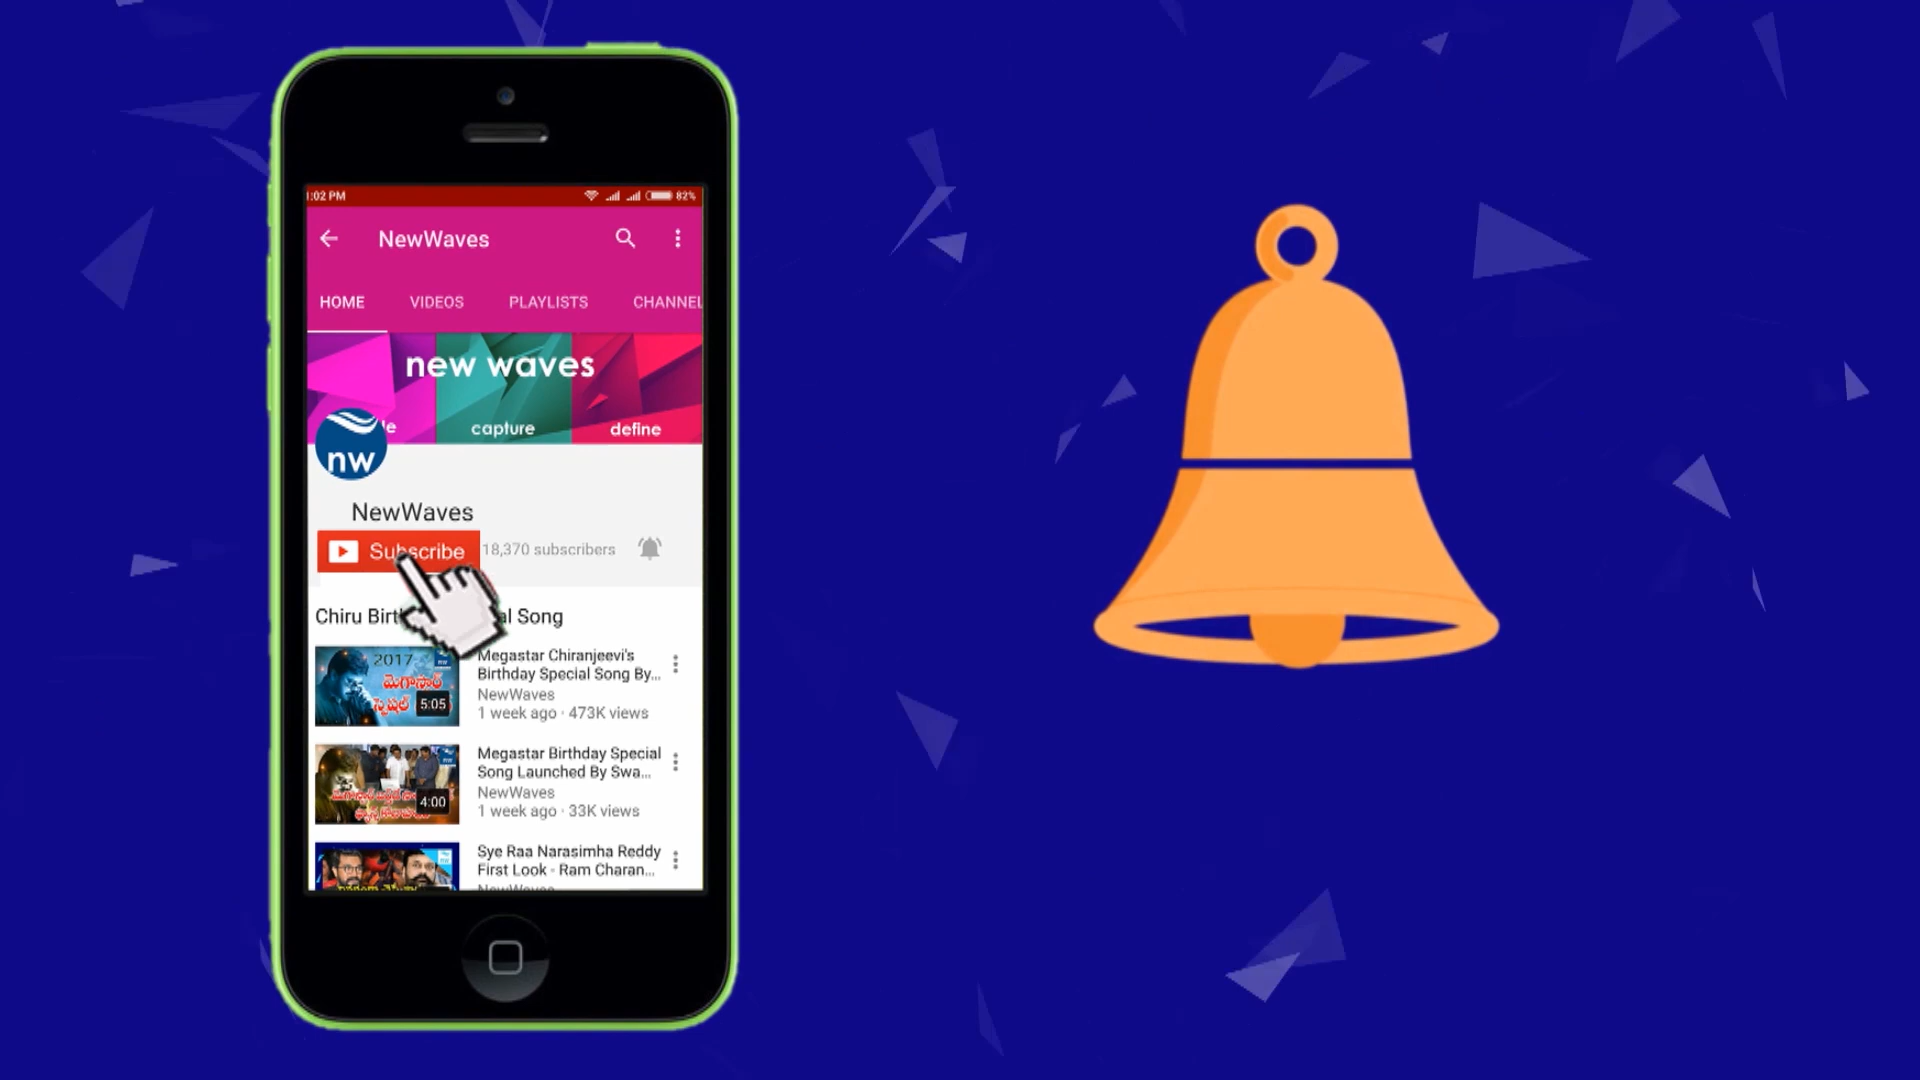 1:02 PM
82%
NewWaves
HOME VIDEOS PLAYLISTS CHANNEL
new waves
capture
define
nw
NewWaves
Subscribe
18,370 subscribers
Chiru Birt al Song
2017
మెగాస్టార్
స్పెషల్
5:05
Megastar Chiranjeevi's
Birthday Special Song By...
NewWaves
1 week ago · 473K views
4:00
Megastar Birthday Special
Song Launched By Swa...
NewWaves
1 week ago · 33K views
Sye Raa Narasimha Reddy
First Look - Ram Charan...
NewWaves